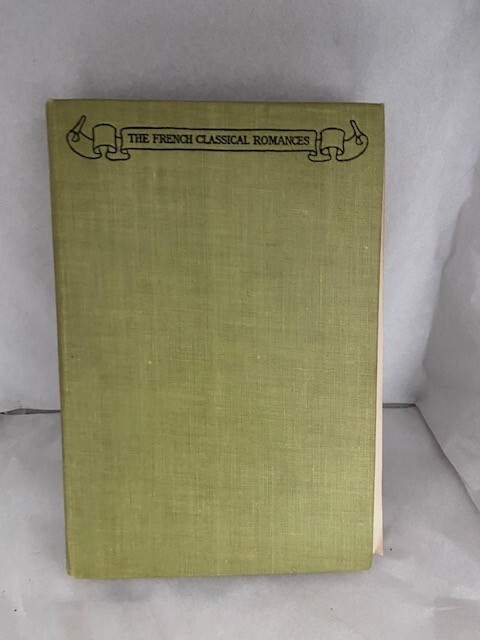 THE FRENCH CLASSICAL ROMANCES